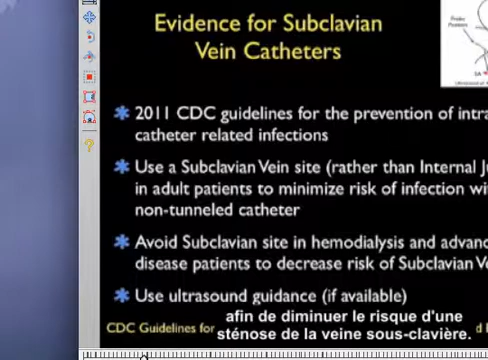 Evidence for Subclavian
Vein Catheters
2011 CDC guidelines for the prevention of
catheter related infections
Use a Subclavian Vein site (rather than Internal
in adult patients to minimize risk of infection
non-tunneled catheter
Avoid Subclavian site in hemodialysis and
disease patients to decrease risk of Subclavian
Use ultrasound guidance (if available)
afin de diminuer le risque d'une
CDC Guidelines for
sténose de la veine sous-clavière.